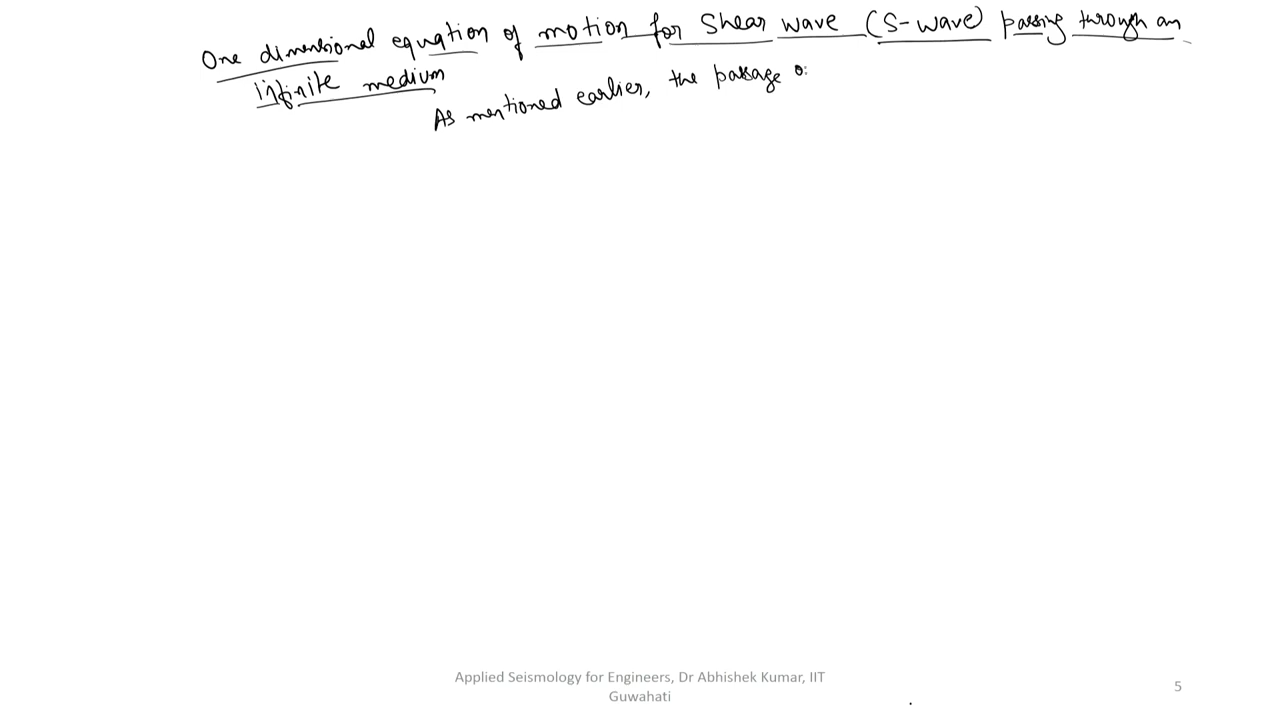 One dimensional equation of motion for Shear wave (S-wave) passing through an
infinite medium
As mentioned earlier, the passage o
Applied Seismology for Engineers, Dr Abhishek Kumar, IIT
Guwahati
5